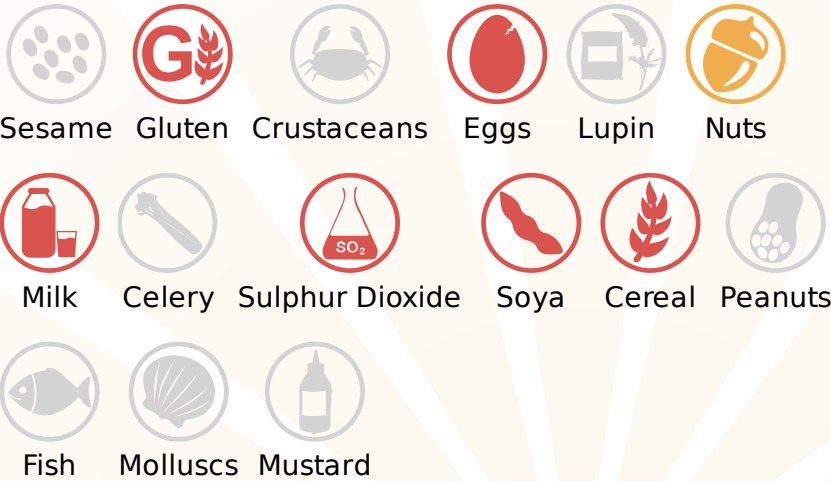 G
Sesame Gluten Crustaceans Eggs Lupin Nuts
SO₂
Milk Celery Sulphur Dioxide Soya Cereal Peanuts
Fish Molluscs Mustard